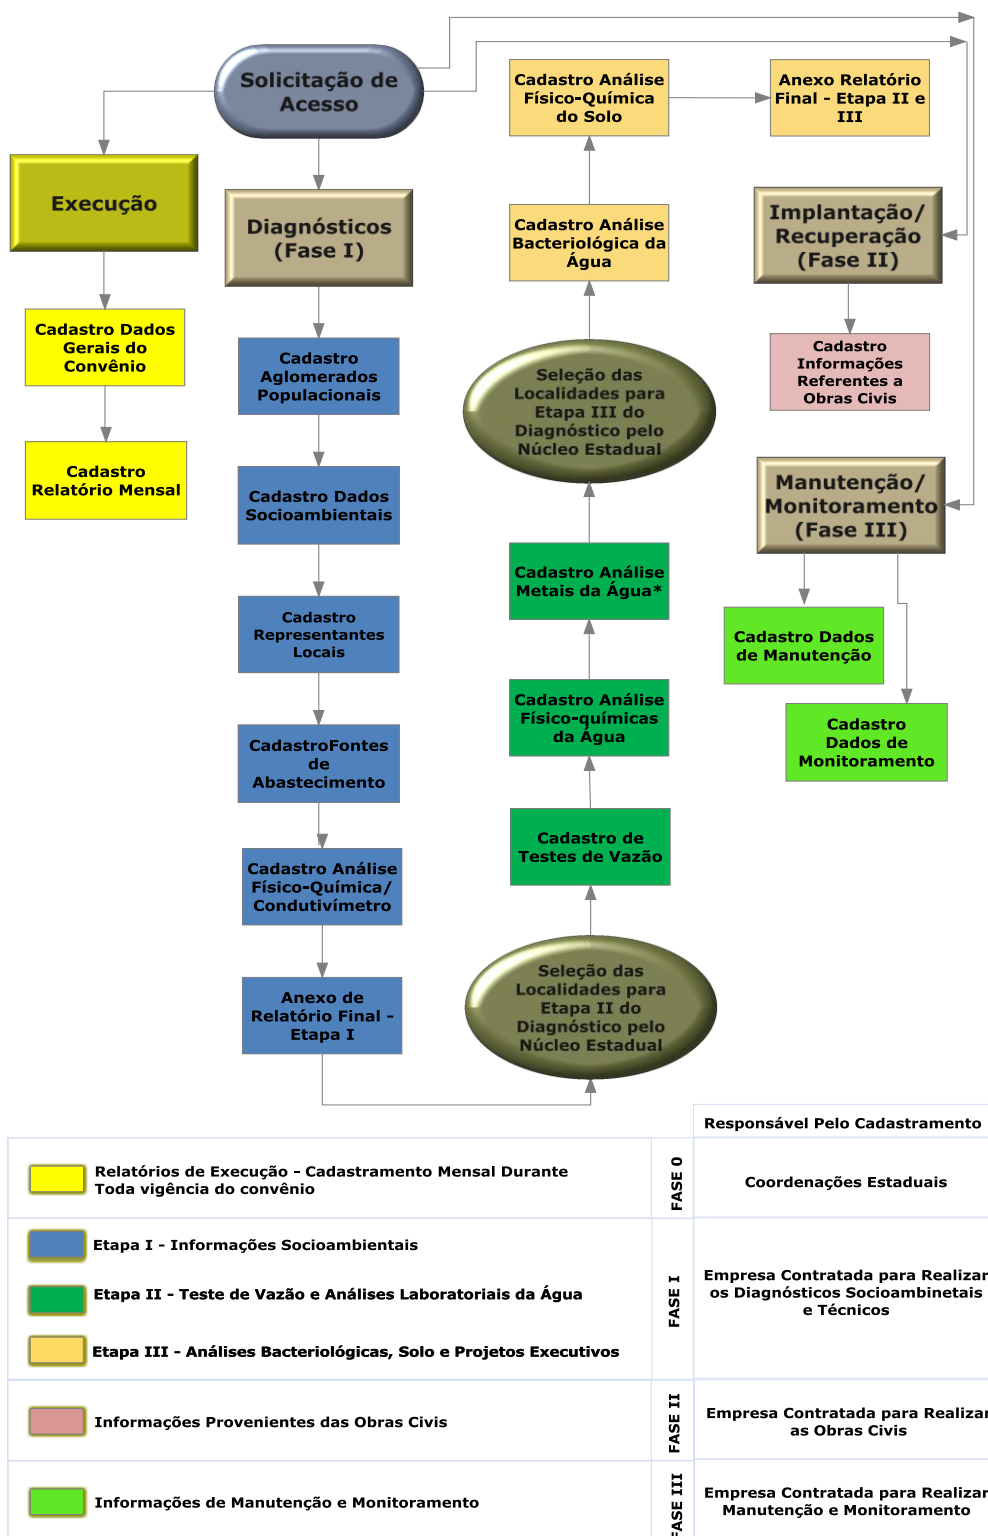 Solicitação de
Acesso
Execução
Cadastro Dados
Gerais do
Convênio
Cadastro
Relatório Mensal
Diagnósticos
(Fase I)
Cadastro
Aglomerados
Populacionais
Cadastro Dados
Socioambientais
Cadastro
Representantes
Locais
CadastroFontes
de
Abastecimento
Cadastro Análise
Físico-Química/
Condutivímetro
Anexo de
Relatório Final -
Etapa I
Seleção das
Localidades para
Etapa II do
Diagnóstico pelo
Núcleo Estadual
Cadastro de
Testes de Vazão
Cadastro Análise
Físico-químicas
da Água
Cadastro Análise
Metais da Água*
Seleção das
Localidades para
Etapa III do
Diagnóstico pelo
Núcleo Estadual
Cadastro Análise
Bacteriológica da
Água
Cadastro Análise
Físico-Química
do Solo
Anexo Relatório
Final - Etapa II e
III
Implantação/
Recuperação
(Fase II)
Cadastro
Informações
Referentes a
Obras Civis
Manutenção/
Monitoramento
(Fase III)
Cadastro Dados
de Manutenção
Cadastro
Dados de
Monitoramento
Responsável Pelo Cadastramento
Relatórios de Execução - Cadastramento Mensal Durante
Toda vigência do convênio
FASE 0
Coordenações Estaduais
Etapa I - Informações Socioambientais
Etapa II - Teste de Vazão e Análises Laboratoriais da Água
Etapa III - Análises Bacteriológicas, Solo e Projetos Executivos
FASE I
Empresa Contratada para Realizar
os Diagnósticos Socioambinetais
e Técnicos
Informações Provenientes das Obras Civis
FASE II
Empresa Contratada para Realizar
as Obras Civis
Informações de Manutenção e Monitoramento
FASE III
Empresa Contratada para Realizar
Manutenção e Monitoramento